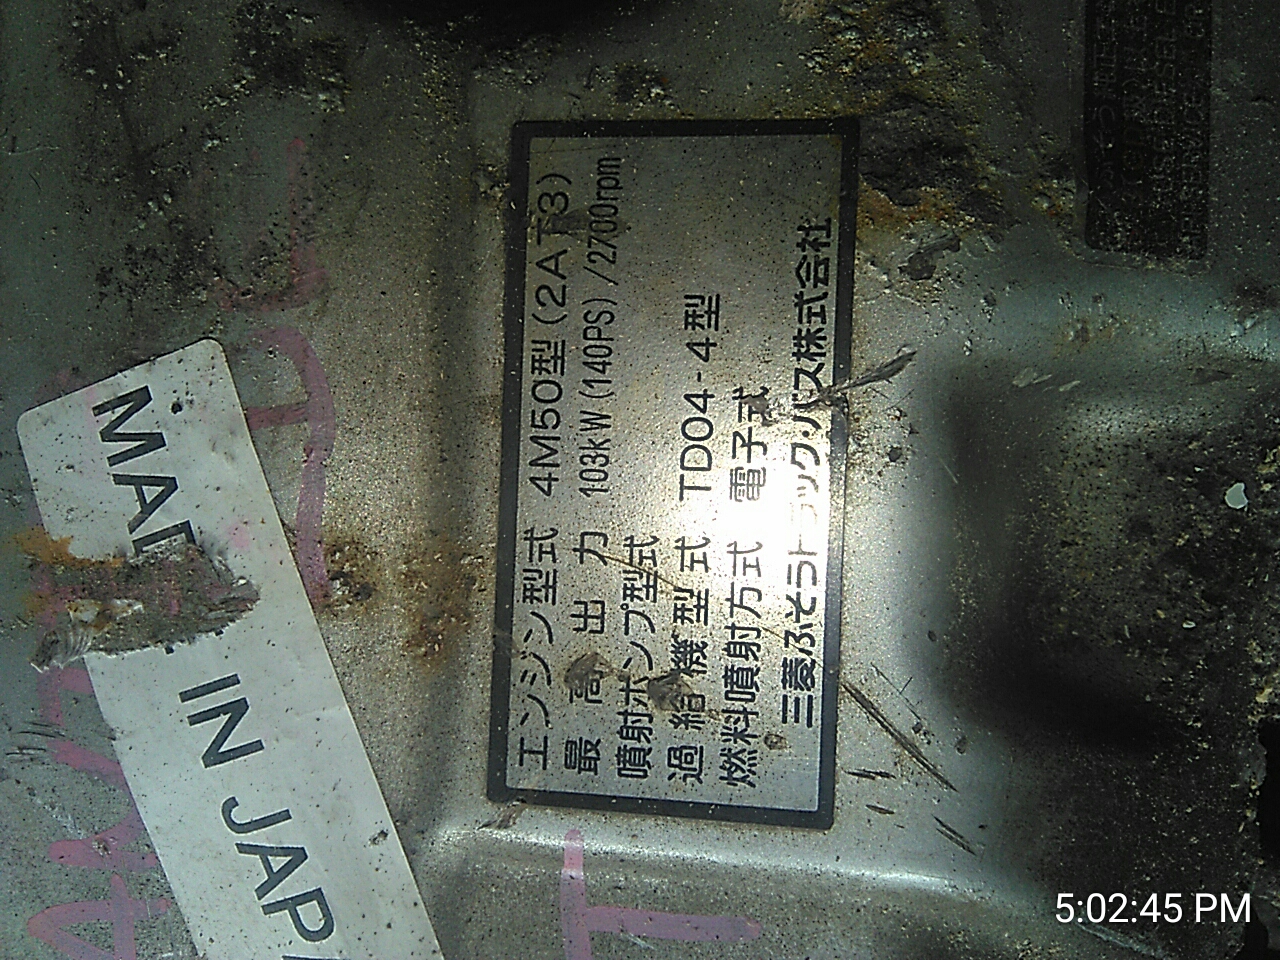 エンジン型式 4M50型(2AT3)
最高出力 103kW(140PS)/2700rpm
噴射ポンプ型式
過給機型式 TD04-4型
燃料噴射方式 電子式
三菱ふそうトラック・バス株式会社
MADE IN JAPAN
5:02:45 PM